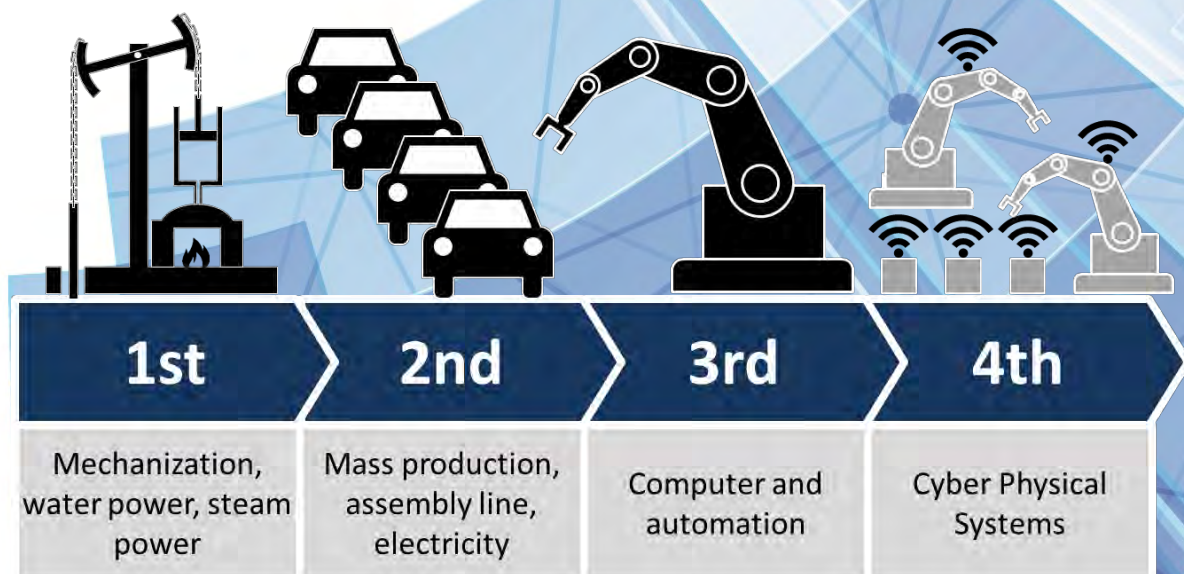 1st
2nd
3rd
4th
Mechanization,
water power, steam
power
Mass production,
assembly line,
electricity
Computer and
automation
Cyber Physical
Systems